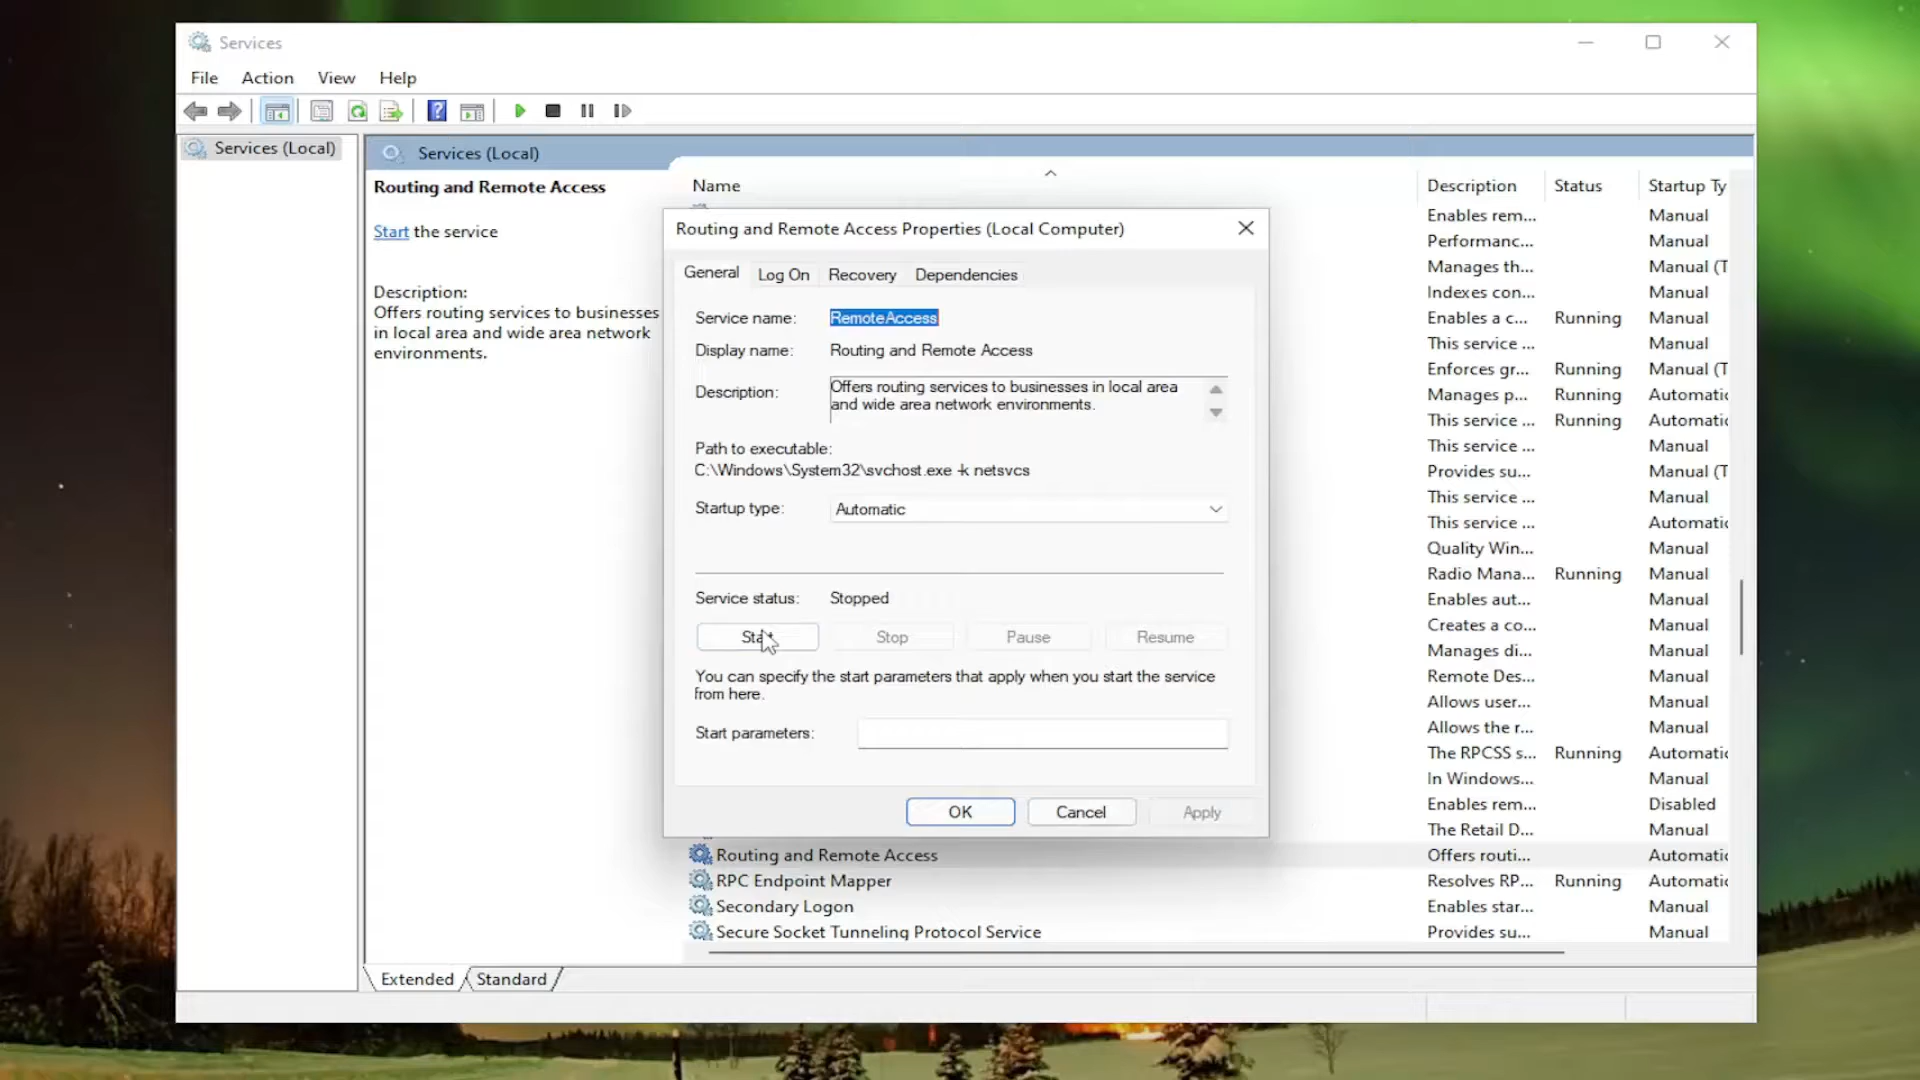 Services
File Action View Help
Services (Local)
Services (Local)
Routing and Remote Access
Start the service
Description:
Offers routing services to businesses
in local area and wide area network
environments.
Name Description Status Startup Ty
Enables rem... Manual
Performanc... Manual
Manages th... Manual (T
Indexes con... Manual
Enables a c... Running Manual
This service ... Manual
Enforces gr... Running Manual (T
Manages p... Running Automatic
This service ... Running Automatic
This service ... Manual
Provides su... Manual (T
This service ... Manual
This service ... Automatic
Quality Win... Manual
Radio Mana... Running Manual
Enables aut... Manual
Creates a co... Manual
Manages di... Manual
Remote Des... Manual
Allows user... Manual
Allows the r... Manual
The RPCSS s... Running Automatic
In Windows... Manual
Enables rem... Disabled
The Retail D... Manual
Routing and Remote Access Offers routi... Automatic
RPC Endpoint Mapper Resolves RP... Running Automatic
Secondary Logon Enables star... Manual
Secure Socket Tunneling Protocol Service Provides su... Manual
Routing and Remote Access Properties (Local Computer)
General Log On Recovery Dependencies
Service name: RemoteAccess
Display name: Routing and Remote Access
Description: Offers routing services to businesses in local area
and wide area network environments.
Path to executable:
C:\Windows\System32\svchost.exe -k netsvcs
Startup type: Automatic
Service status: Stopped
Start Stop Pause Resume
You can specify the start parameters that apply when you start the service
from here.
Start parameters:
OK Cancel Apply
Extended Standard